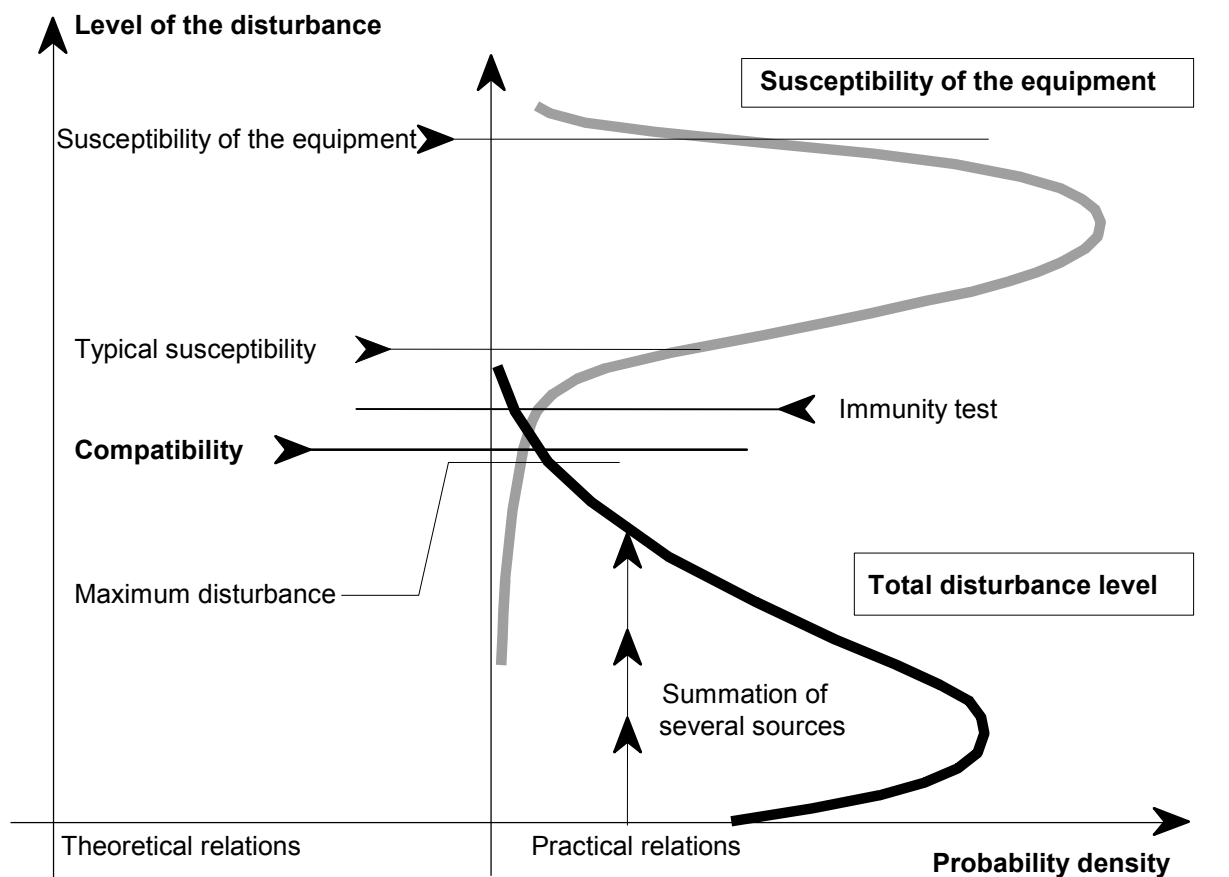 Level of the disturbance
Susceptibility of the equipment
Susceptibility of the equipment
Typical susceptibility
Immunity test
Compatibility
Maximum disturbance
Total disturbance level
Summation of
several sources
Theoretical relations
Practical relations
Probability density